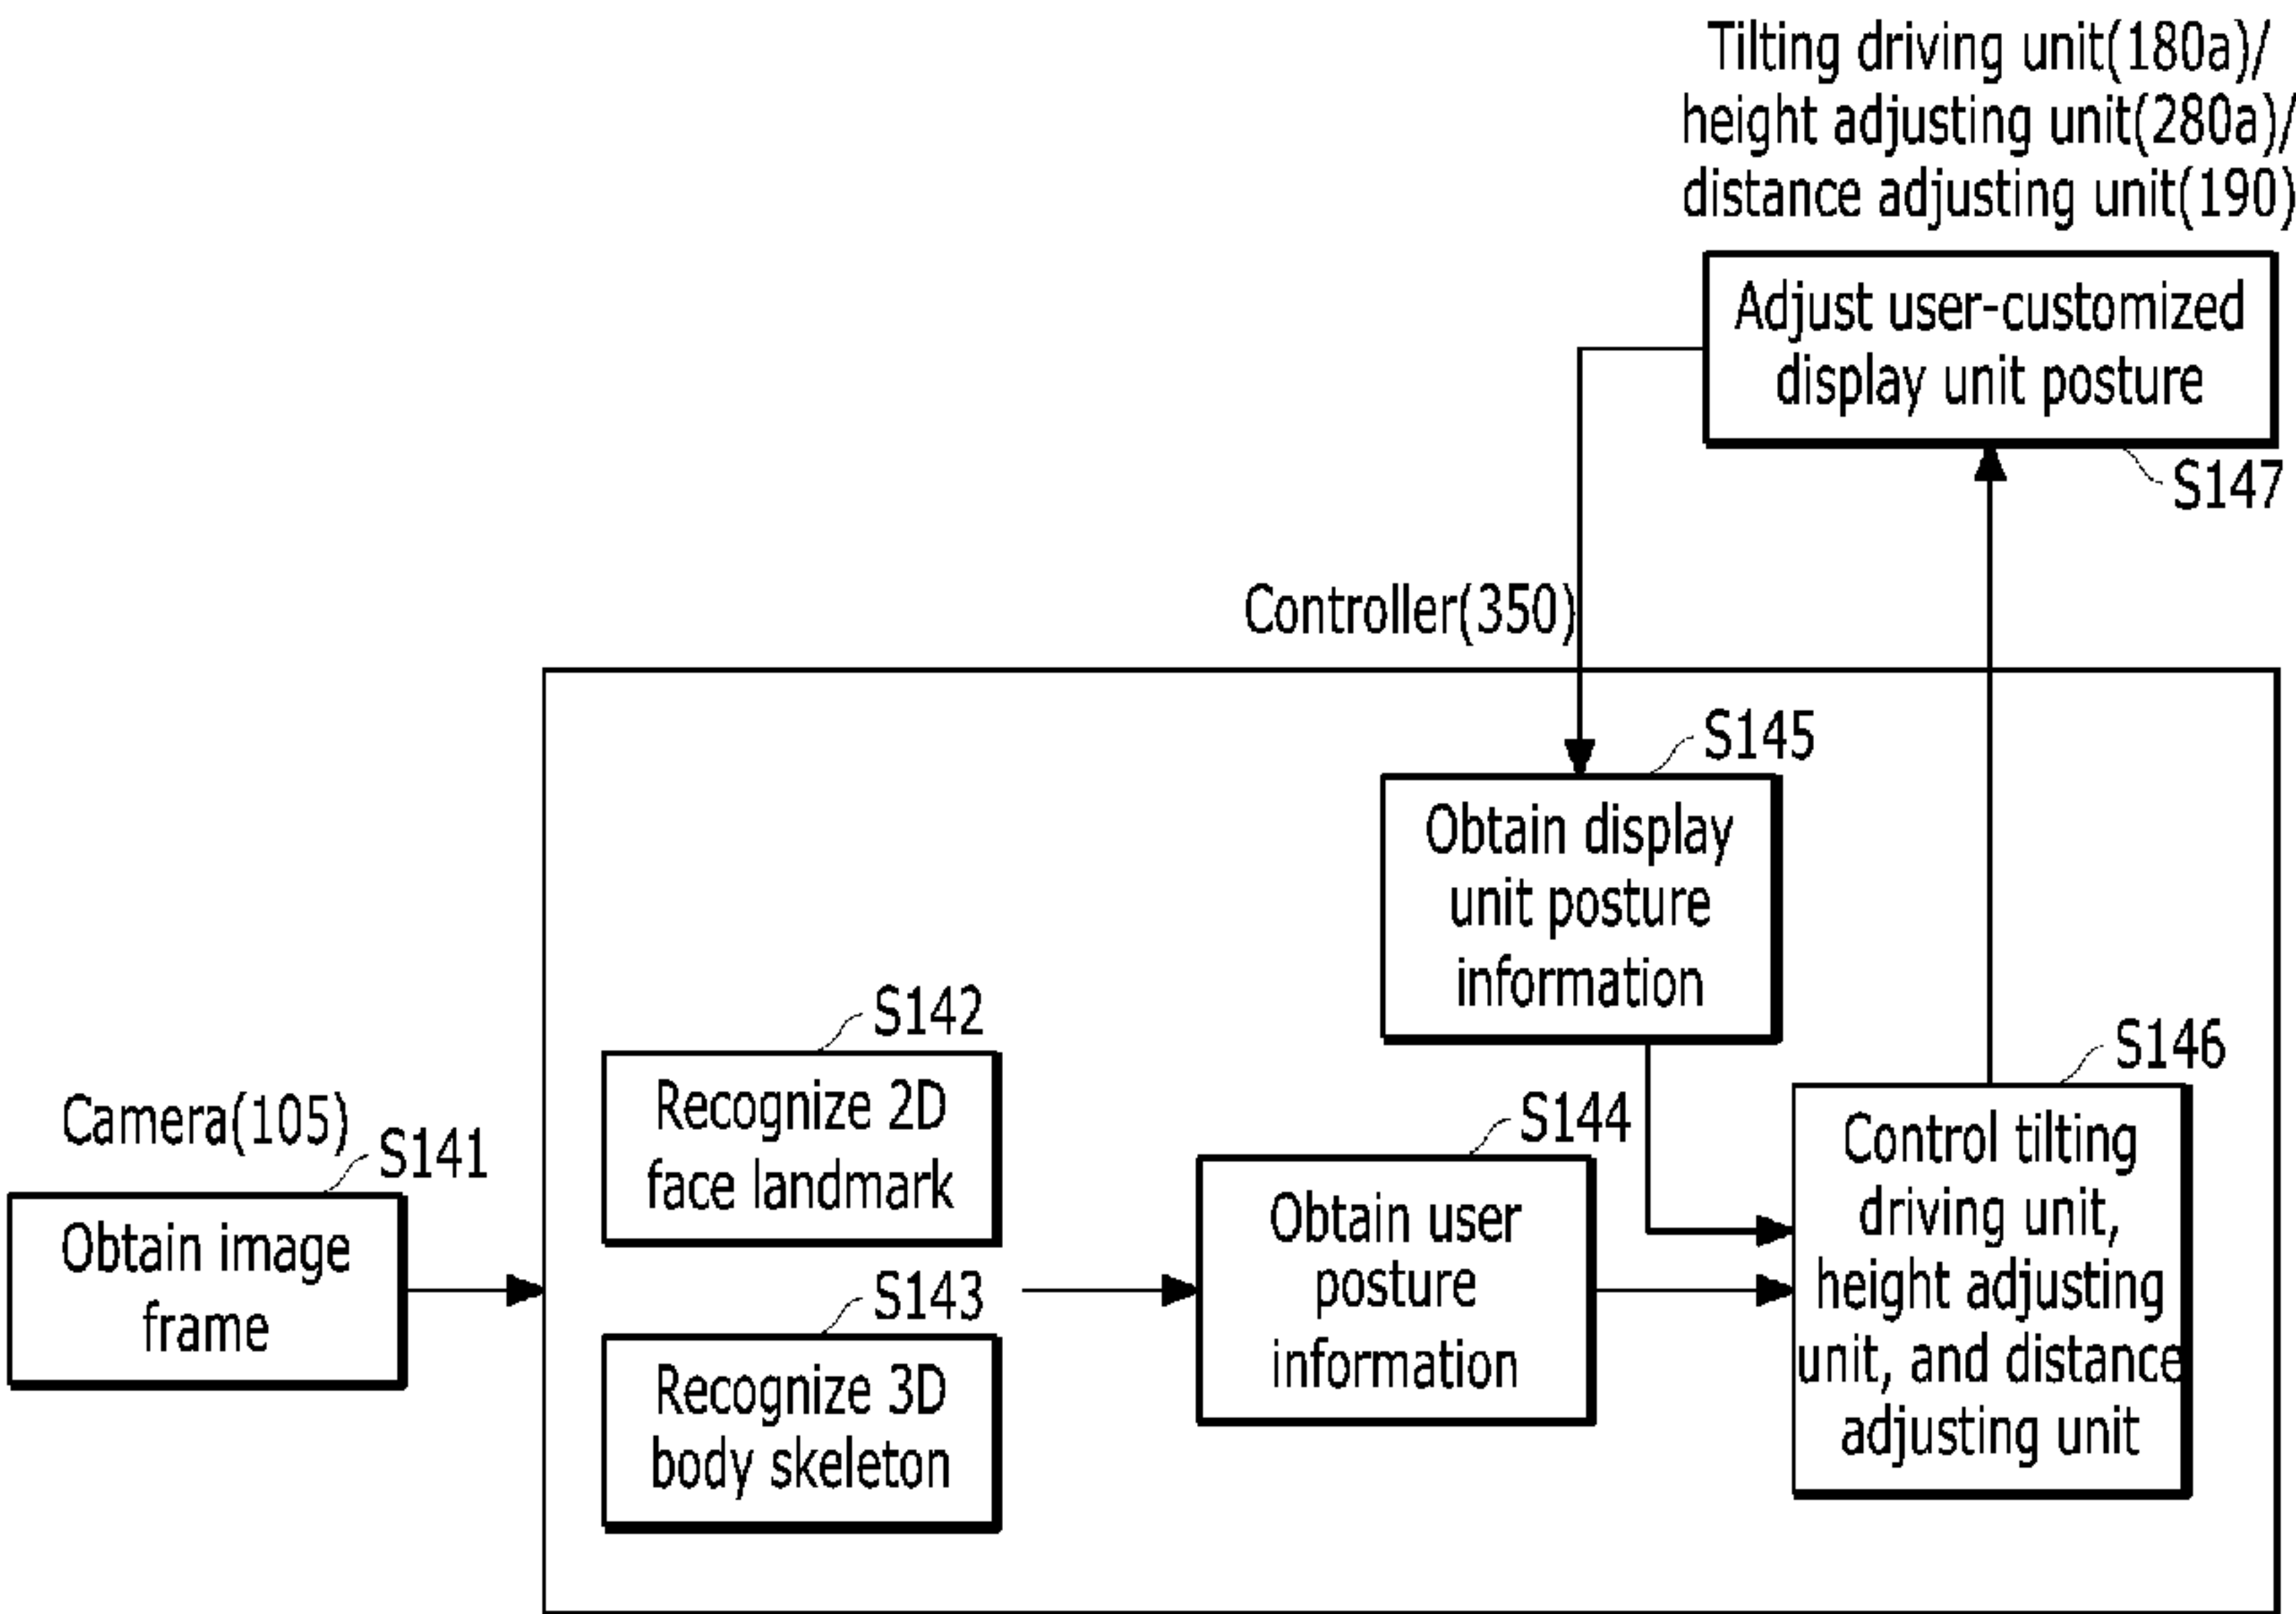 Tilting driving unit(180a)/
height adjusting unit(280a)/
distance adjusting unit(190)
Adjust user-customized
display unit posture
S147
Controller(350)
S145
Obtain display
unit posture
information
S142
Recognize 2D
face landmark
S146
Control tilting
driving unit,
height adjusting
unit, and distance
adjusting unit
Camera(105)
S141
Obtain image
frame
S144
Obtain user
posture
information
S143
Recognize 3D
body skeleton